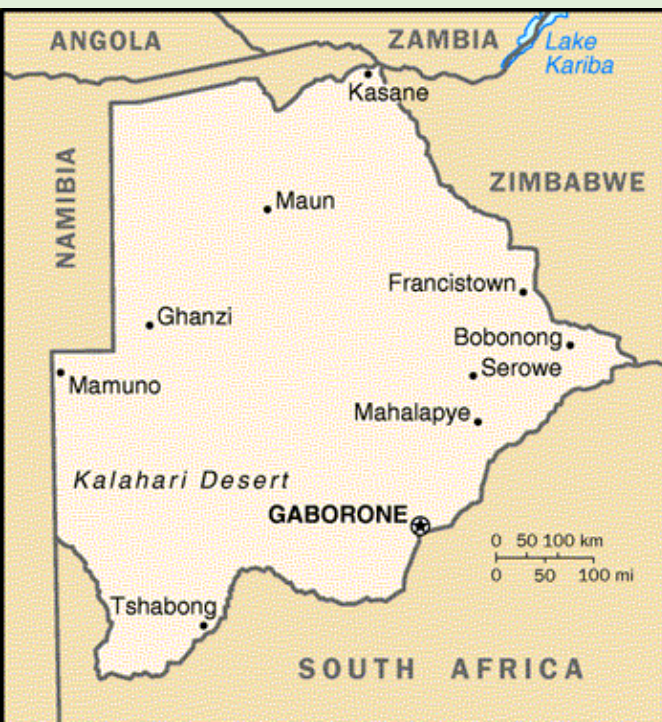 ANGOLA
ZAMBIA
Lake
Kariba
Kasane
NAMIBIA
ZIMBABWE
Maun
Francistown
Ghanzi
Bobonong
Serowe
Mamuno
Mahalapye
Kalahari Desert
GABORONE
0 50 100 km
0 50 100 mi
Tshabong
SOUTH AFRICA